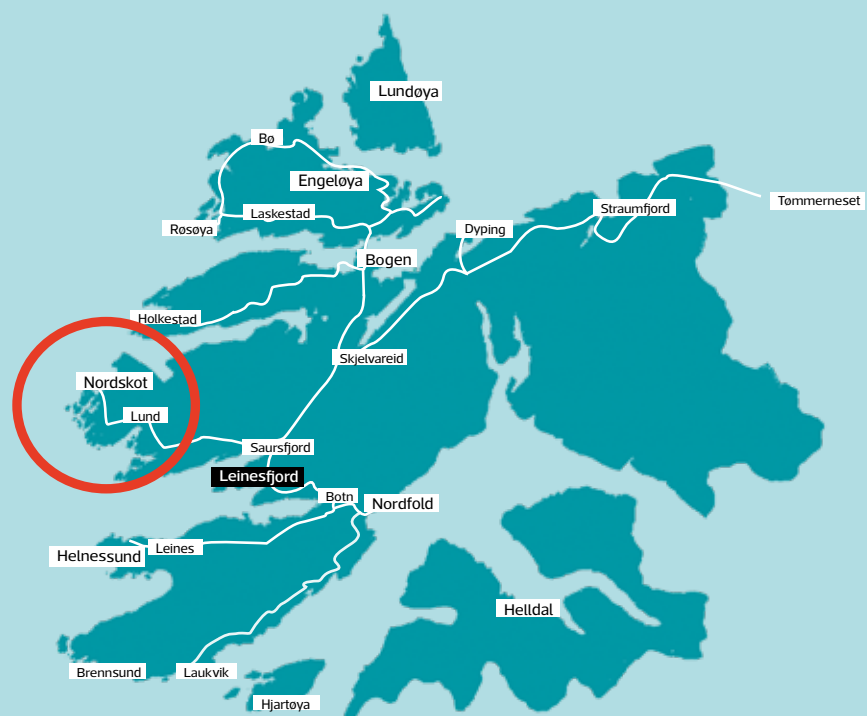 Lundøya
Bø
Engeløya
Laskestad
Røsøya
Tømmerneset
Straumfjord
Dyping
Bogen
Holkestad
Skjelvareid
Nordskot
Lund
Saursfjord
Leinesfjord
Botn
Nordfold
Leines
Helnessund
Helldal
Brennsund
Laukvik
Hjartøya